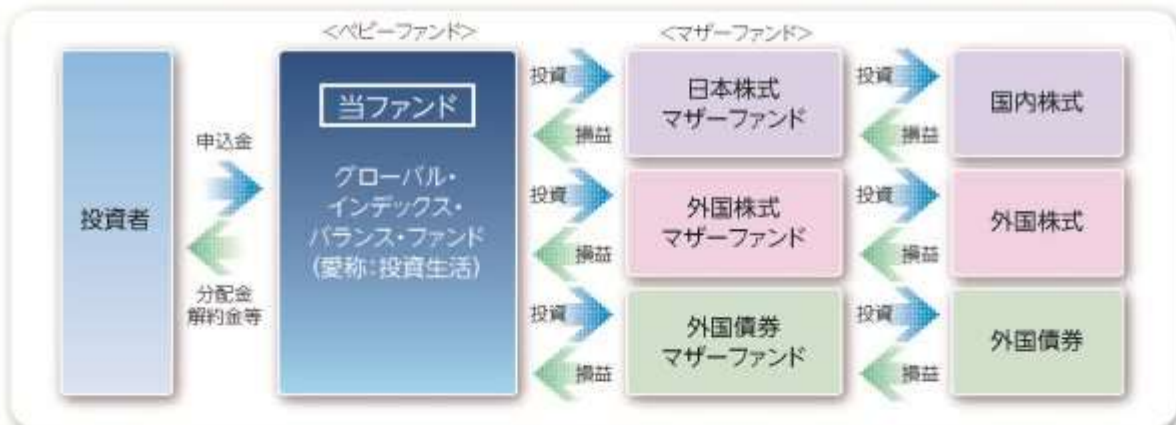 <ベビーファンド>
<マザーファンド>
投資者
申込金
分配金
解約金等
当ファンド
グローバル・
インデックス・
バランス・ファンド
(愛称:投資生活)
投資
損益
日本株式
マザーファンド
投資
損益
国内株式
投資
損益
外国株式
マザーファンド
投資
損益
外国株式
投資
損益
外国債券
マザーファンド
投資
損益
外国債券